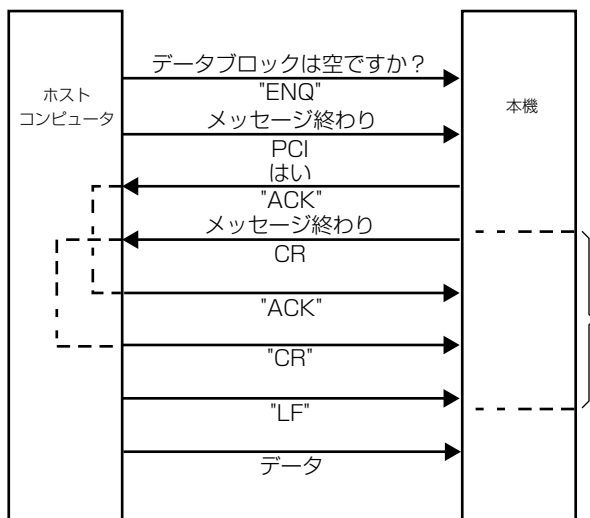 データブロックは空ですか？
ホスト
コンピュータ
"ENQ"
本機
メッセージ終わり
PCI
はい
"ACK"
メッセージ終わり
CR
"ACK"
"CR"
"LF"
データ